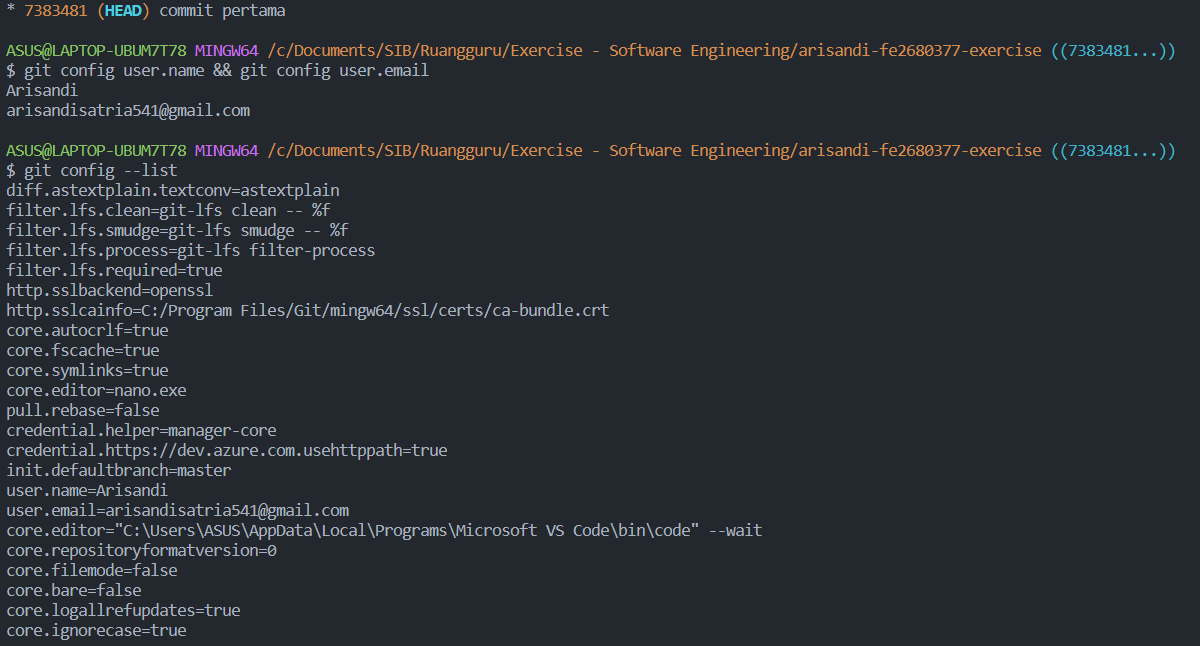 * 7383481 (HEAD) commit pertama
ASUS@LAPTOP-UBUM7T78 MINGW64 /c/Documents/SIB/Ruangguru/Exercise - Software Engineering/arisandi-fe2680377-exercise ((7383481...))
$ git config user.name && git config user.email
Arisandi
arisandisatria541@gmail.com
ASUS@LAPTOP-UBUM7T78 MINGW64 /c/Documents/SIB/Ruangguru/Exercise - Software Engineering/arisandi-fe2680377-exercise ((7383481...))
$ git config --list
diff.astextplain.textconv=astextplain
filter.lfs.clean=git-lfs clean -- %f
filter.lfs.smudge=git-lfs smudge -- %f
filter.lfs.process=git-lfs filter-process
filter.lfs.required=true
http.sslbackend=openssl
http.sslcainfo=C:/Program Files/Git/mingw64/ssl/certs/ca-bundle.crt
core.autocrlf=true
core.fscache=true
core.symlinks=true
core.editor=nano.exe
pull.rebase=false
credential.helper=manager-core
credential.https://dev.azure.com.usehttppath=true
init.defaultbranch=master
user.name=Arisandi
user.email=arisandisatria541@gmail.com
core.editor="C:\Users\ASUS\AppData\Local\Programs\Microsoft VS Code\bin\code" --wait
core.repositoryformatversion=0
core.filemode=false
core.bare=false
core.logallrefupdates=true
core.ignorecase=true